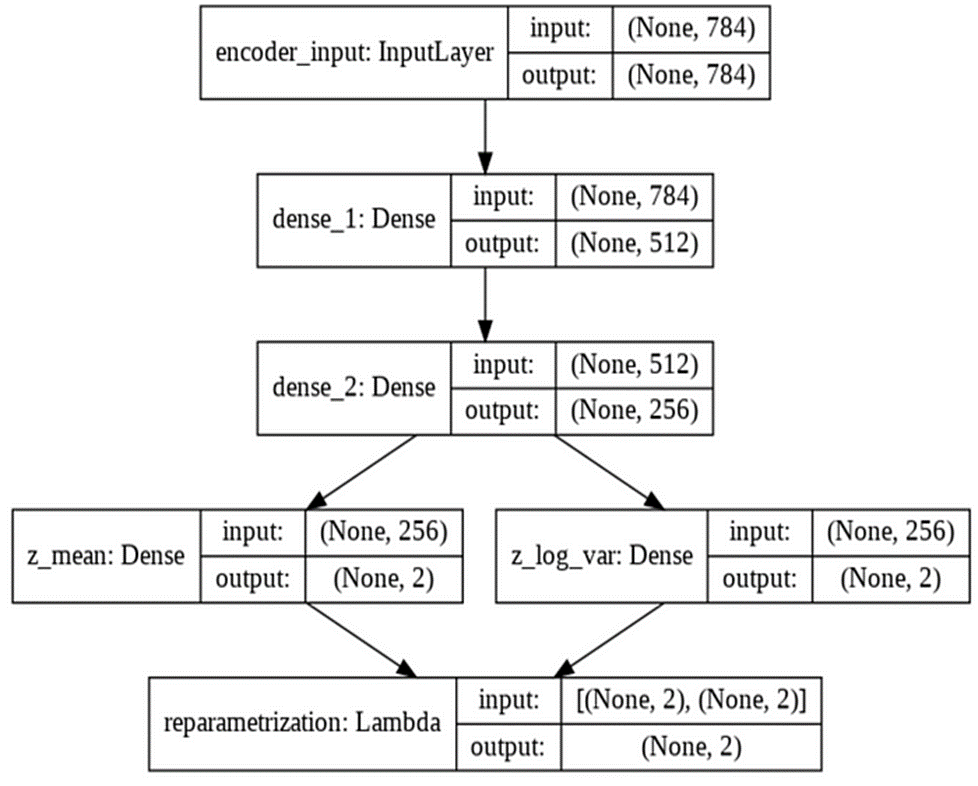 encoder_input: InputLayer
input: (None, 784)
output: (None, 784)
dense_1: Dense
input: (None, 784)
output: (None, 512)
dense_2: Dense
input: (None, 512)
output: (None, 256)
z_mean: Dense
input: (None, 256)
output: (None, 2)
z_log_var: Dense
input: (None, 256)
output: (None, 2)
reparametrization: Lambda
input: [(None, 2), (None, 2)]
output: (None, 2)